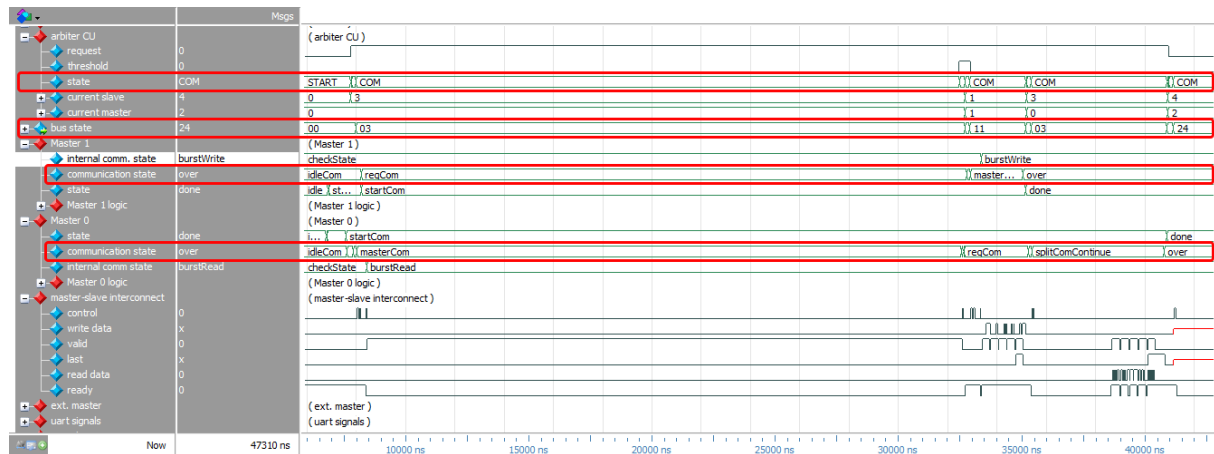 Msgs
arbiter CU ( arbiter CU )
request 0
threshold 0
state COM START COM COM COM COM
current slave 4 0 3 1 3 4
current master 2 0 1 0 2
bus state 24 00 03 11 03 24
Master 1 ( Master 1 )
internal comm. state burstWrite checkState burstWrite
communication state over idleCom reqCom master... over
state done idle st... startCom done
Master 1 logic ( Master 1 logic )
Master 0 ( Master 0 )
state done i... startCom done
communication state over idleCom masterCom reqCom splitComContinue over
internal comm state burstRead checkState burstRead
Master 0 logic ( Master 0 logic )
master-slave interconnect ( master-slave interconnect )
control 0
write data x
valid 0
last x
read data 0
ready 0
ext. master ( ext. master )
uart signals ( uart signals )
Now 47310 ns 10000 ns 15000 ns 20000 ns 25000 ns 30000 ns 35000 ns 40000 ns